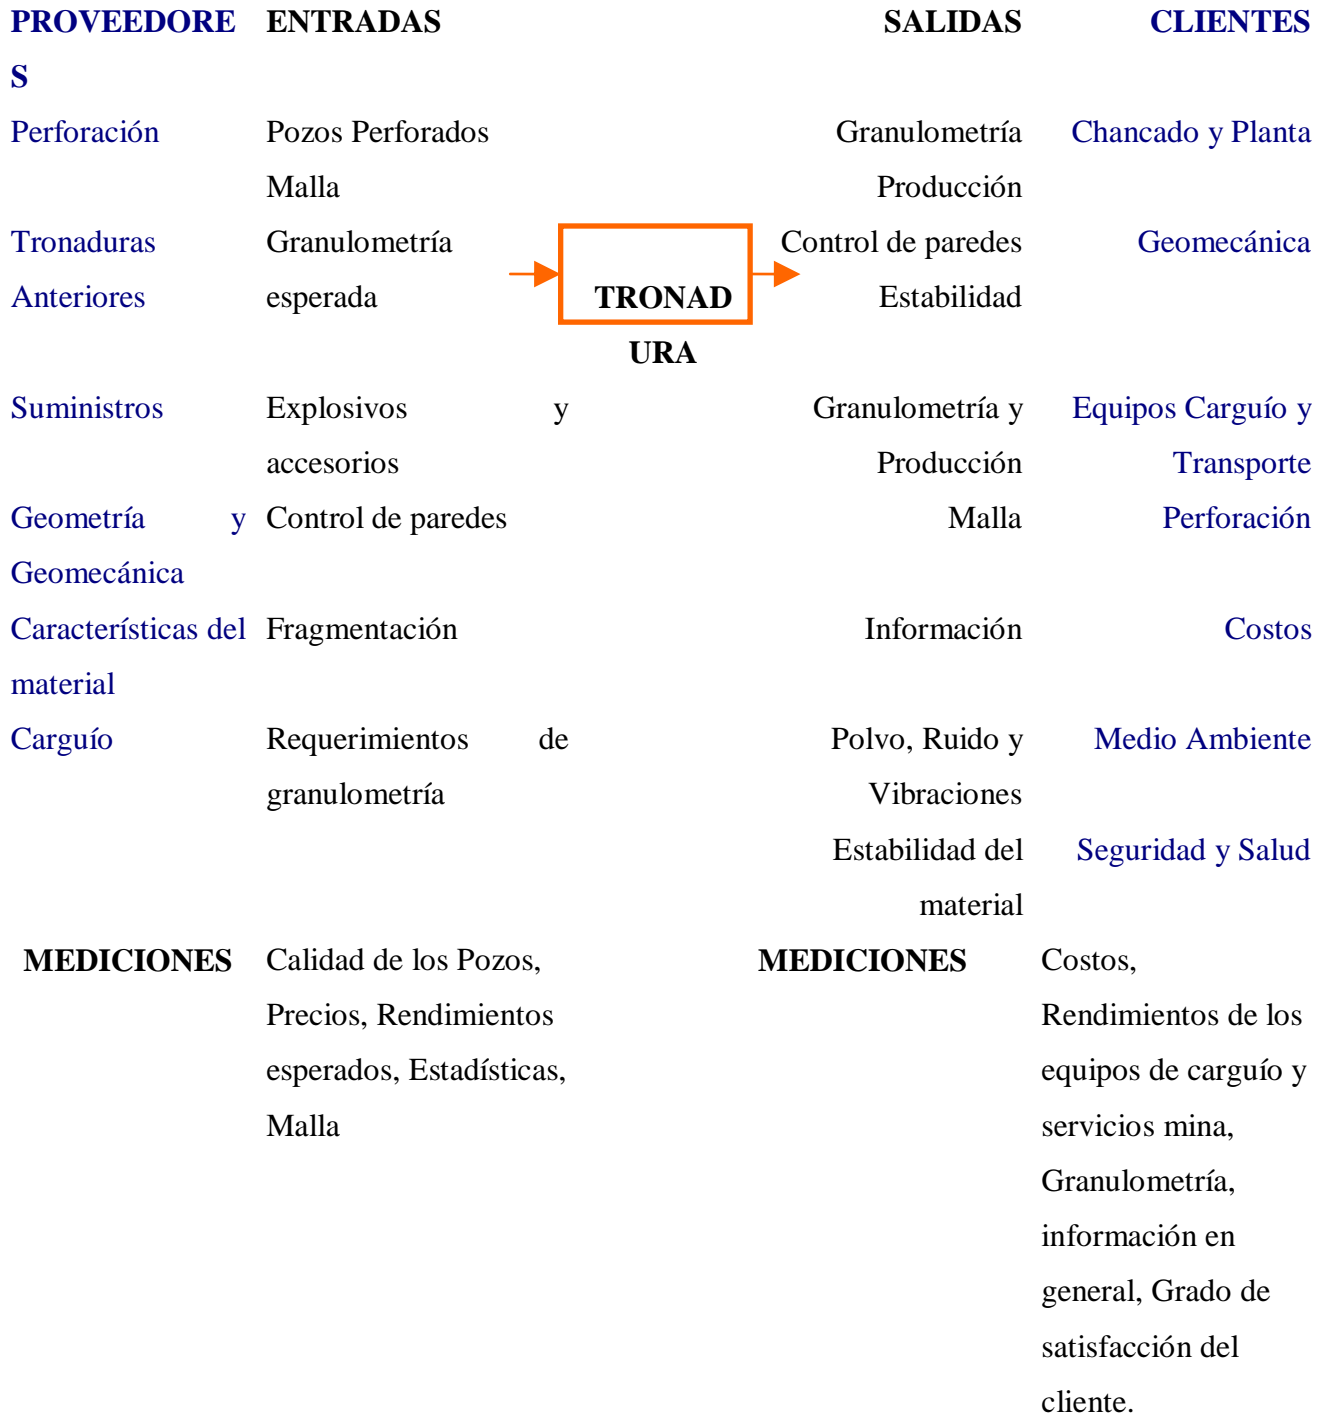 PROVEEDORE ENTRADAS SALIDAS CLIENTES
S
Perforación Pozos Perforados Granulometría Chancado y Planta
Malla Producción
Tronaduras Granulometría Control de paredes Geomecánica
Anteriores esperada TRONAD Estabilidad
URA
Suministros Explosivos y Granulometría y Equipos Carguío y
accesorios Producción Transporte
Geometría y Control de paredes Malla Perforación
Geomecánica
Características del Fragmentación Información Costos
material
Carguío Requerimientos de Polvo, Ruido y Medio Ambiente
granulometría Vibraciones
Estabilidad del Seguridad y Salud
material
MEDICIONES Calidad de los Pozos, MEDICIONES Costos,
Precios, Rendimientos Rendimientos de los
esperados, Estadísticas, equipos de carguío y
Malla servicios mina,
Granulometría,
información en
general, Grado de
satisfacción del
cliente.